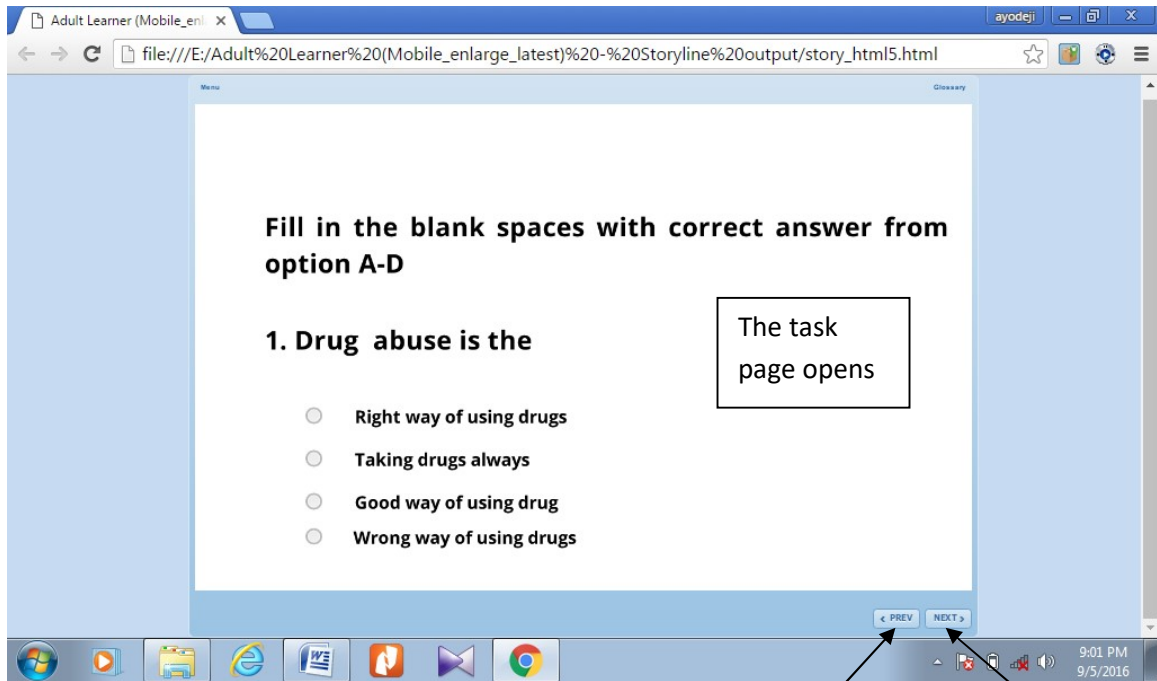 Adult Learner (Mobile_enl
ayodeji
file:///E:/Adult%20Learner%20(Mobile_enlarge_latest)%20-%20Storyline%20output/story_html5.html
Menu
Glossary
Fill in the blank spaces with correct answer from
option A-D
1. Drug abuse is the
The task
page opens
Right way of using drugs
Taking drugs always
Good way of using drug
Wrong way of using drugs
< PREV
NEXT >
9:01 PM
9/5/2016